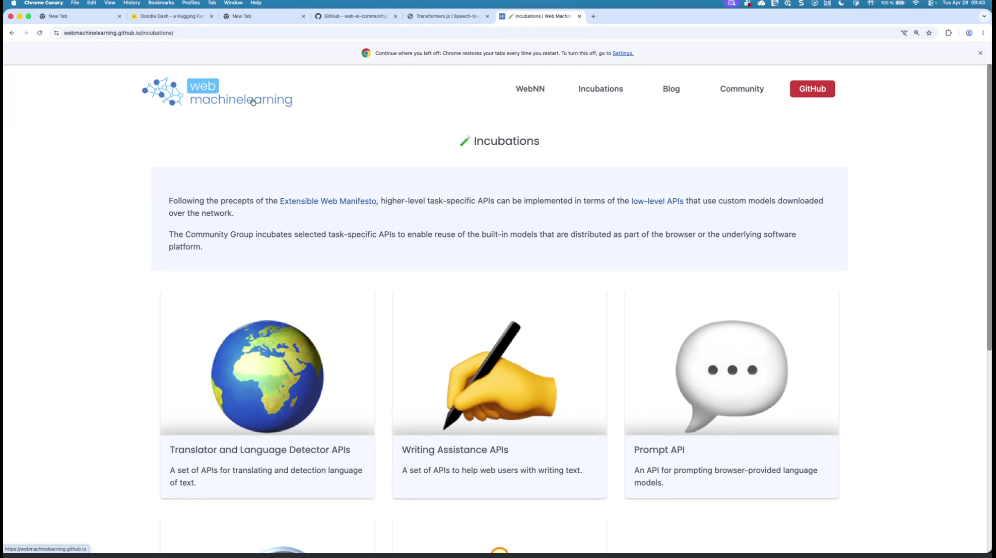 Chrome Canary File Edit View History Bookmarks Profiles Tab Window Help 100 % Tue Apr 28 09:43
New Tab Doodle Dash – a Hugging Fa New Tab GitHub - web-ai-community Transformers.js | Speech-to- Incubations | Web Machin
webmachinelearning.github.io/incubations/
Continue where you left off: Chrome restores your tabs every time you restart. To turn this off, go to Settings.
web
machinelearning
WebNN Incubations Blog Community GitHub
Incubations
Following the precepts of the Extensible Web Manifesto, higher-level task-specific APIs can be implemented in terms of the low-level APIs that use custom models downloaded
over the network.
The Community Group incubates selected task-specific APIs to enable reuse of the built-in models that are distributed as part of the browser or the underlying software
platform.
Translator and Language Detector APIs
A set of APIs for translating and detection language
of text.
Writing Assistance APIs
A set of APIs to help web users with writing text.
Prompt API
An API for prompting browser-provided language
models.
https://webmachinelearning.github.io